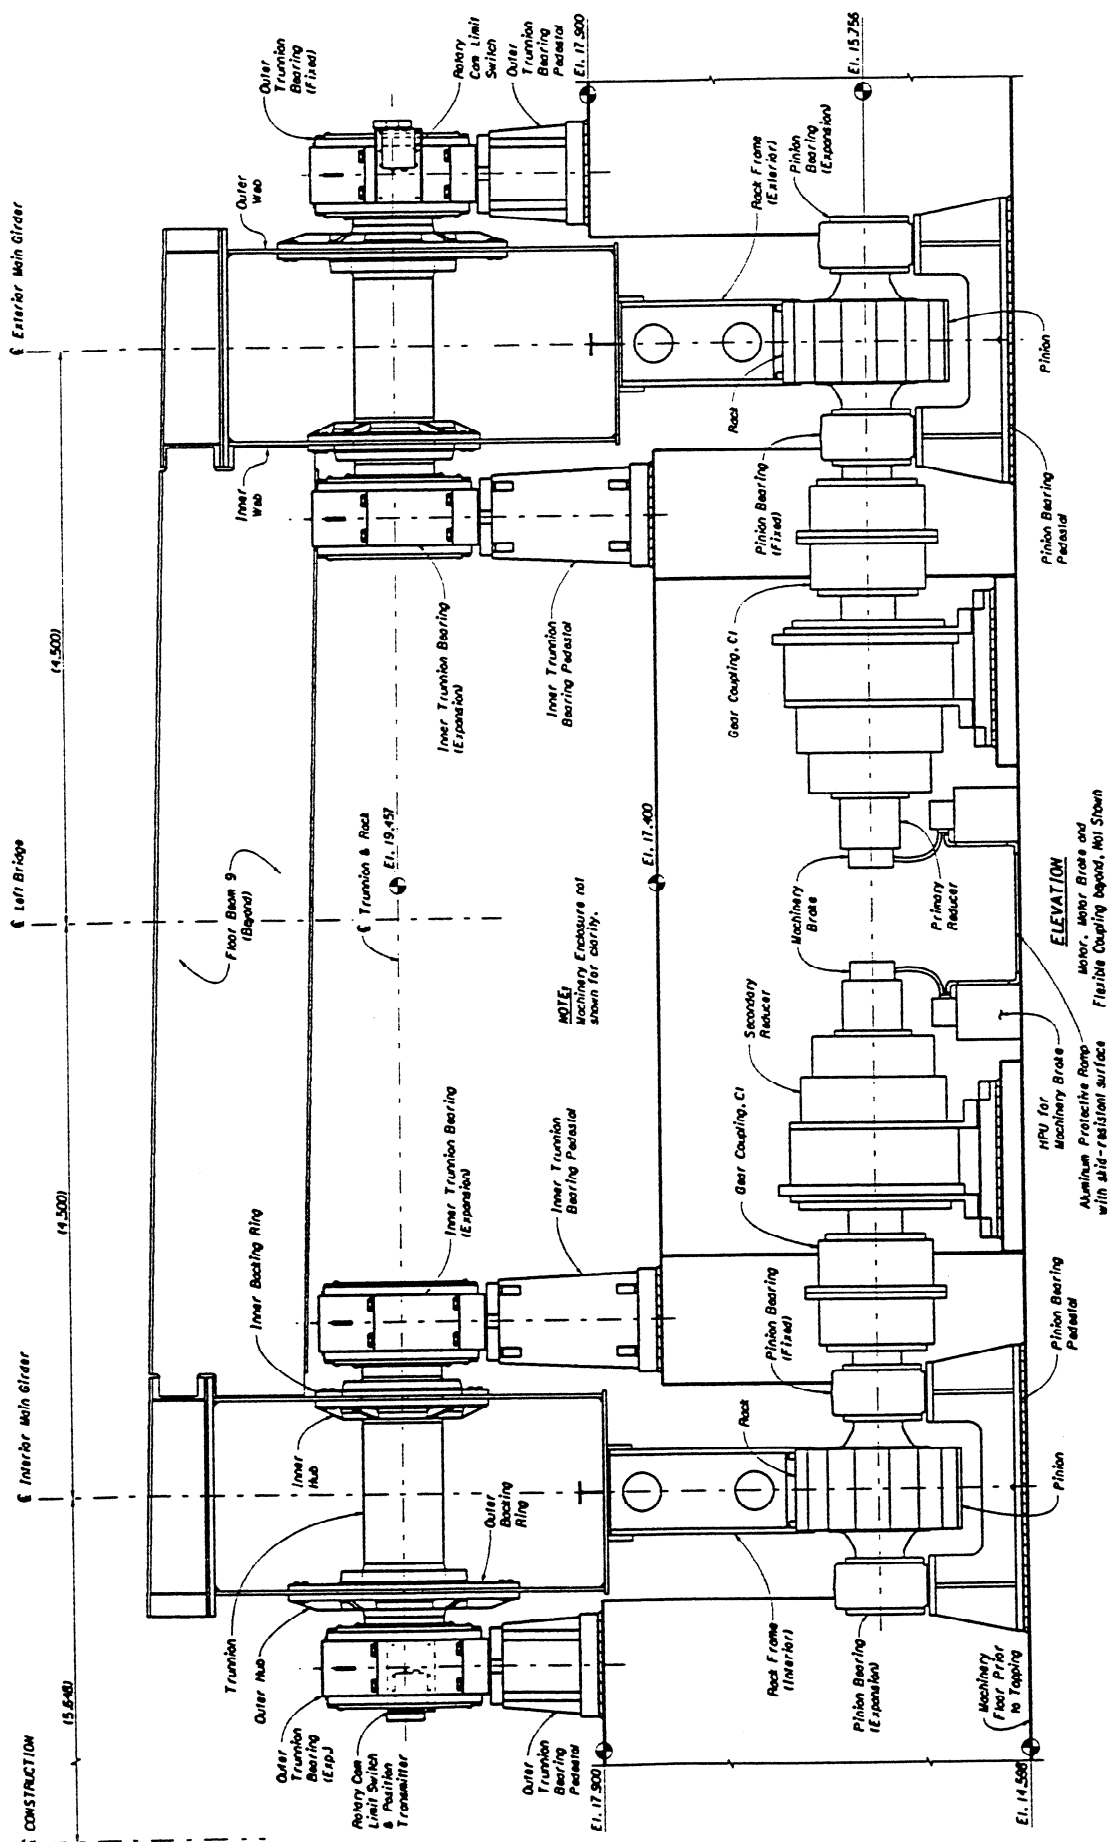 ℄ CONSTRUCTION
℄ Interior Main Girder
℄ Left Bridge
℄ Exterior Main Girder
(5.648)
(4.500)
(4.500)
Floor Beam 9
(Beyond)
Outer
Web
Inner
Web
Outer
Trunnion
Bearing
(Fixed)
Rotary
Cam Limit
Switch
Outer
Trunnion
Bearing
Pedestal
El. 17.900
El. 15.756
Trunnion
Outer Hub
Outer
Trunnion
Bearing
(Exp.)
Rotary Cam
Limit Switch
& Position
Transmitter
Outer
Trunnion
Bearing
Pedestal
El. 17.900
Inner
Hub
Outer
Backing
Ring
Inner Backing Ring
Inner Trunnion Bearing
(Expansion)
Inner Trunnion
Bearing Pedestal
℄ Trunnion & Rack
El. 19.457
NOTE:
Machinery Enclosure not
shown for clarity.
El. 17.400
Inner Trunnion Bearing
(Expansion)
Inner Trunnion
Bearing Pedestal
Rack Frame
(Exterior)
Pinion
Bearing
(Expansion)
Rack
Pinion Bearing
(Fixed)
Gear Coupling, C1
Pinion
Pinion Bearing
Pedestal
Rack Frame
(Interior)
Pinion Bearing
(Expansion)
Machinery
Floor Prior
to Topping
El. 14.598
Rack
Pinion Bearing
(Fixed)
Gear Coupling, C1
Secondary
Reducer
Machinery
Brake
Primary
Reducer
Pinion
Pinion Bearing
Pedestal
HPU for
Machinery Brake
Aluminum Protective Ramp
with skid-resistant surface
ELEVATION
Motor, Motor Brake and
Flexible Coupling beyond, Not Shown